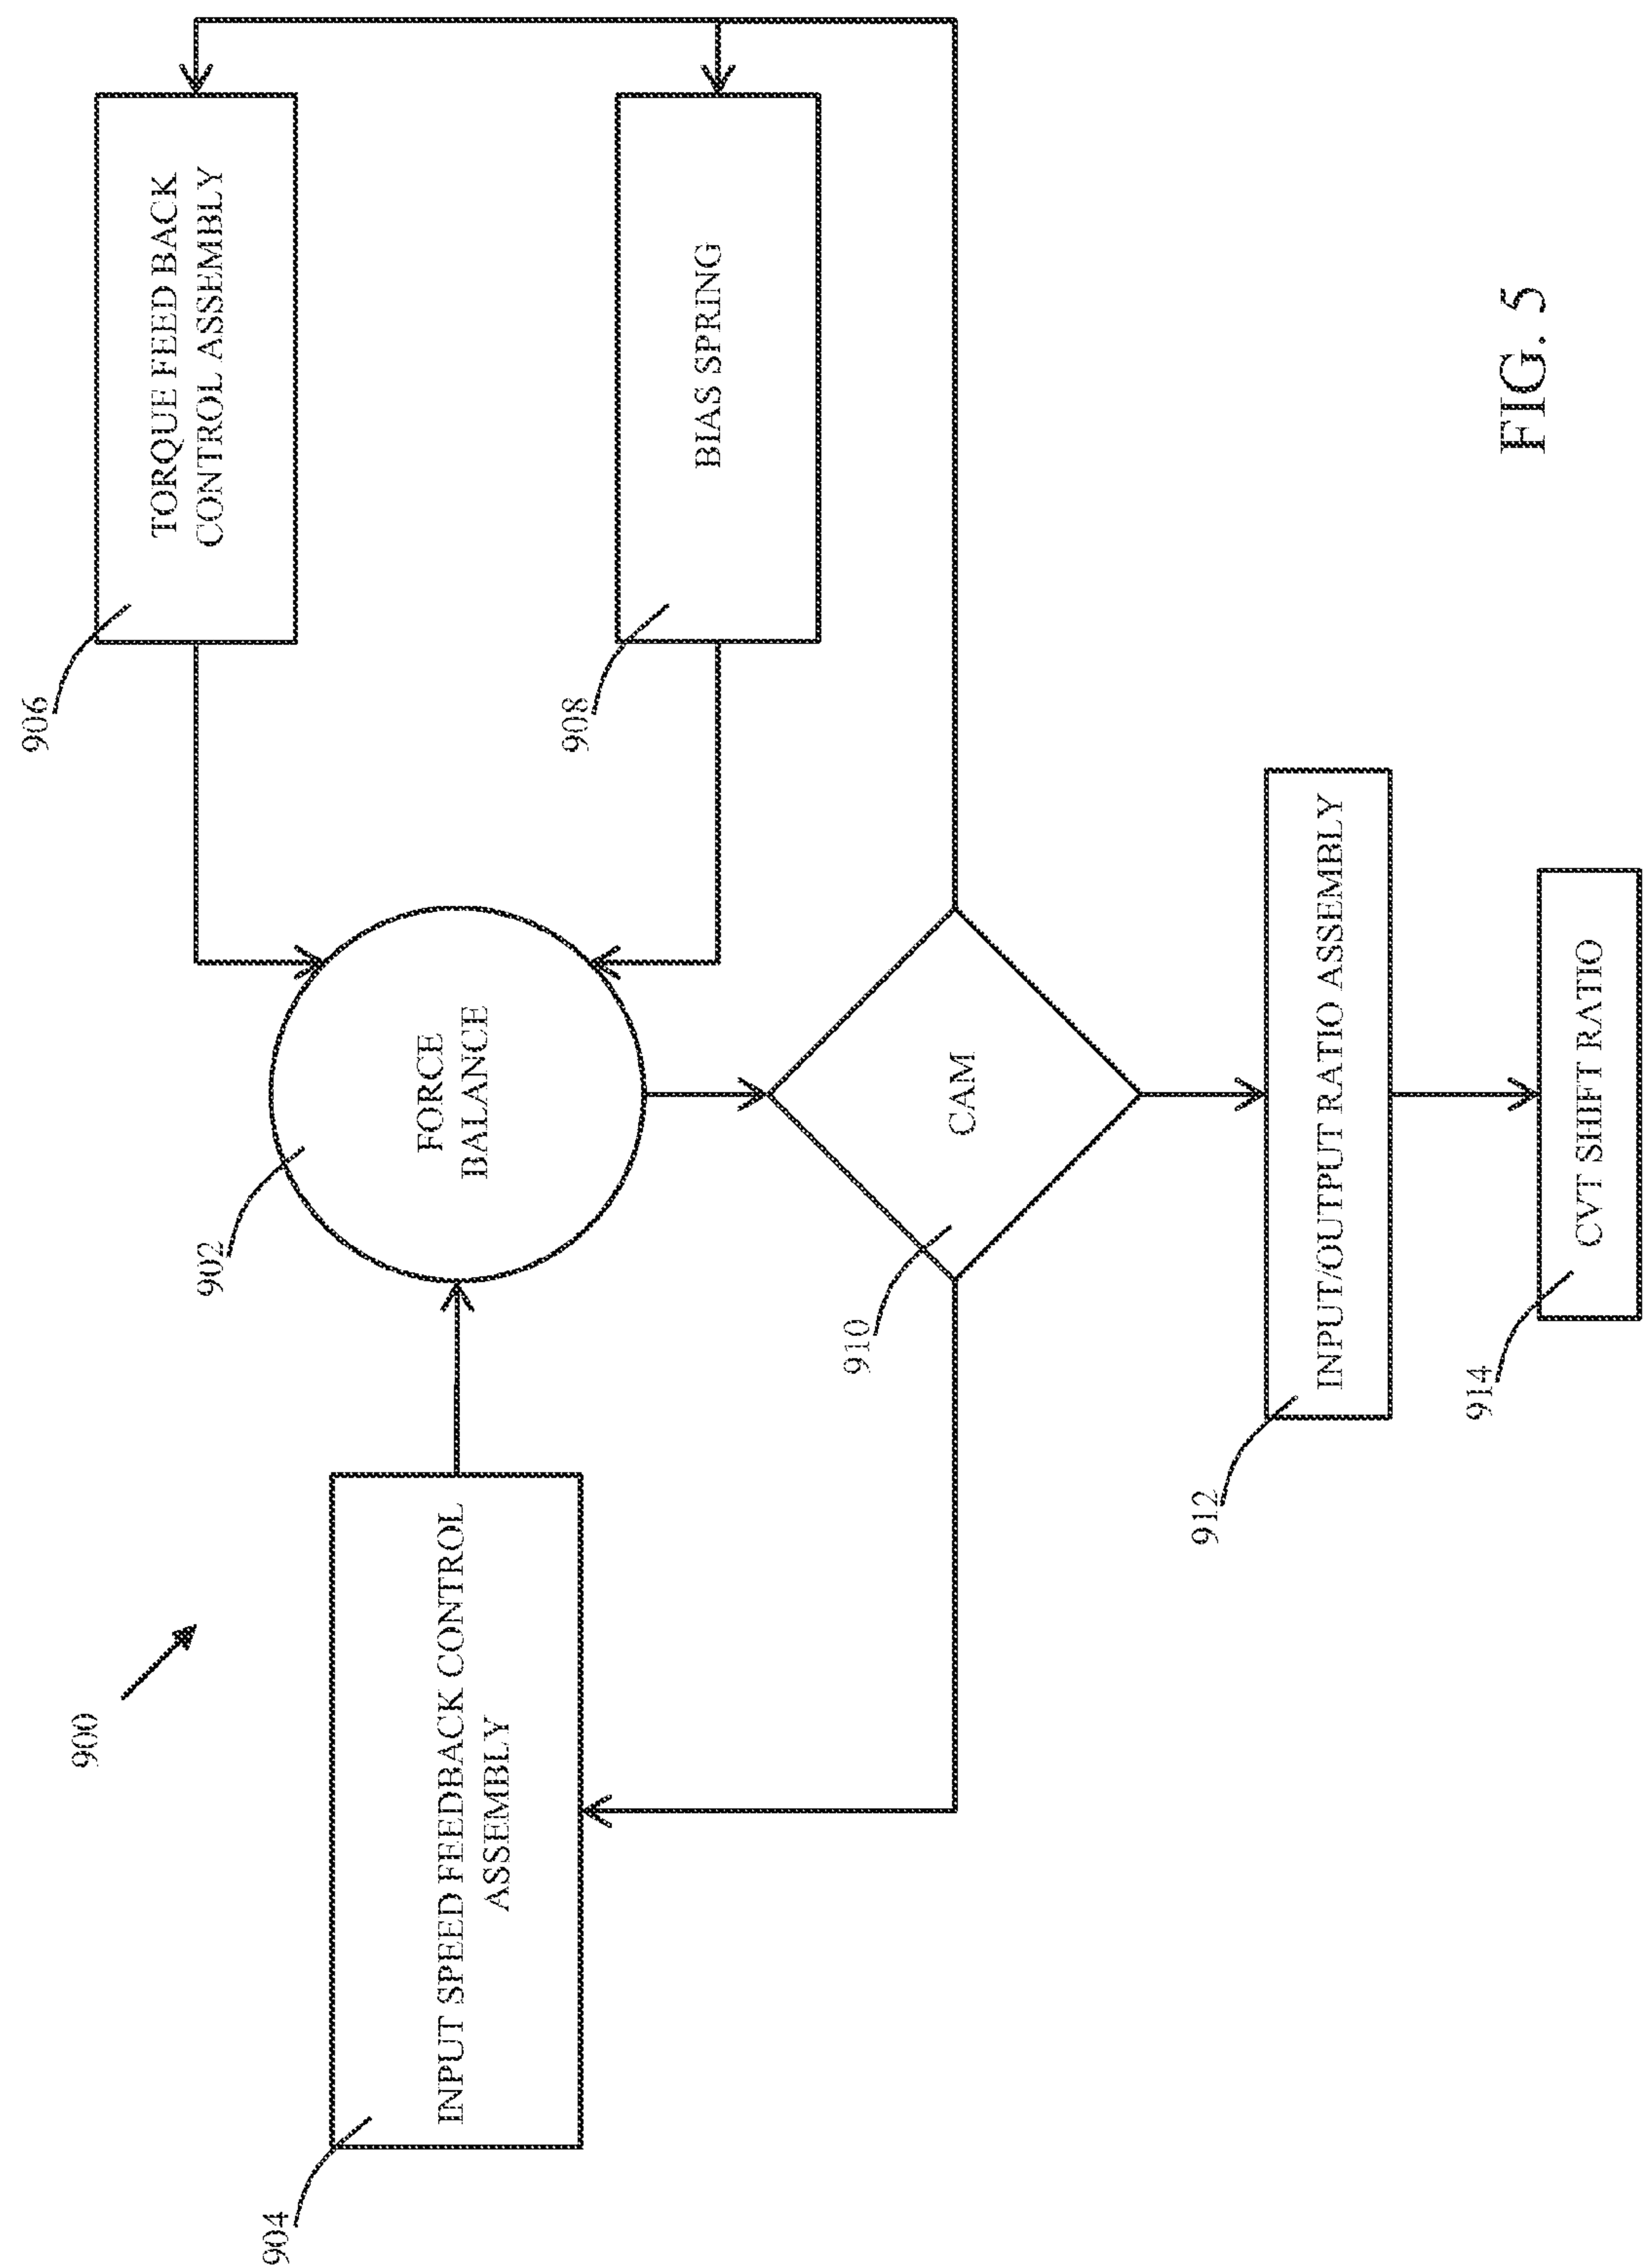 900
904
INPUT SPEED FEEDBACK CONTROL
ASSEMBLY
902
FORCE
BALANCE
906
TORQUE FEED BACK
CONTROL ASSEMBLY
908
BIAS SPRING
910
CAM
912
INPUT/OUTPUT RATIO ASSEMBLY
914
CVT SHIFT RATIO
FIG. 5